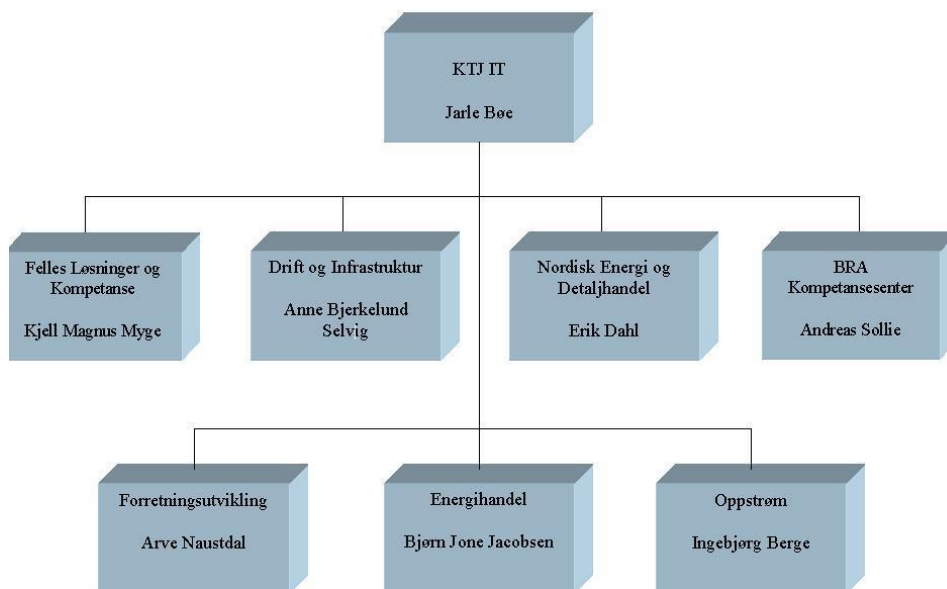 KTJ IT
Jarle Bøe
Felles Løsninger og
Kompetanse
Kjell Magnus Myge
Drift og Infrastruktur
Anne Bjerkelund
Selvig
Nordisk Energi og
Detaljhandel
Erik Dahl
BRA
Kompetansesenter
Andreas Sollie
Forretningsutvikling
Arve Naustdal
Energihandel
Bjørn Jone Jacobsen
Oppstrøm
Ingebjørg Berge